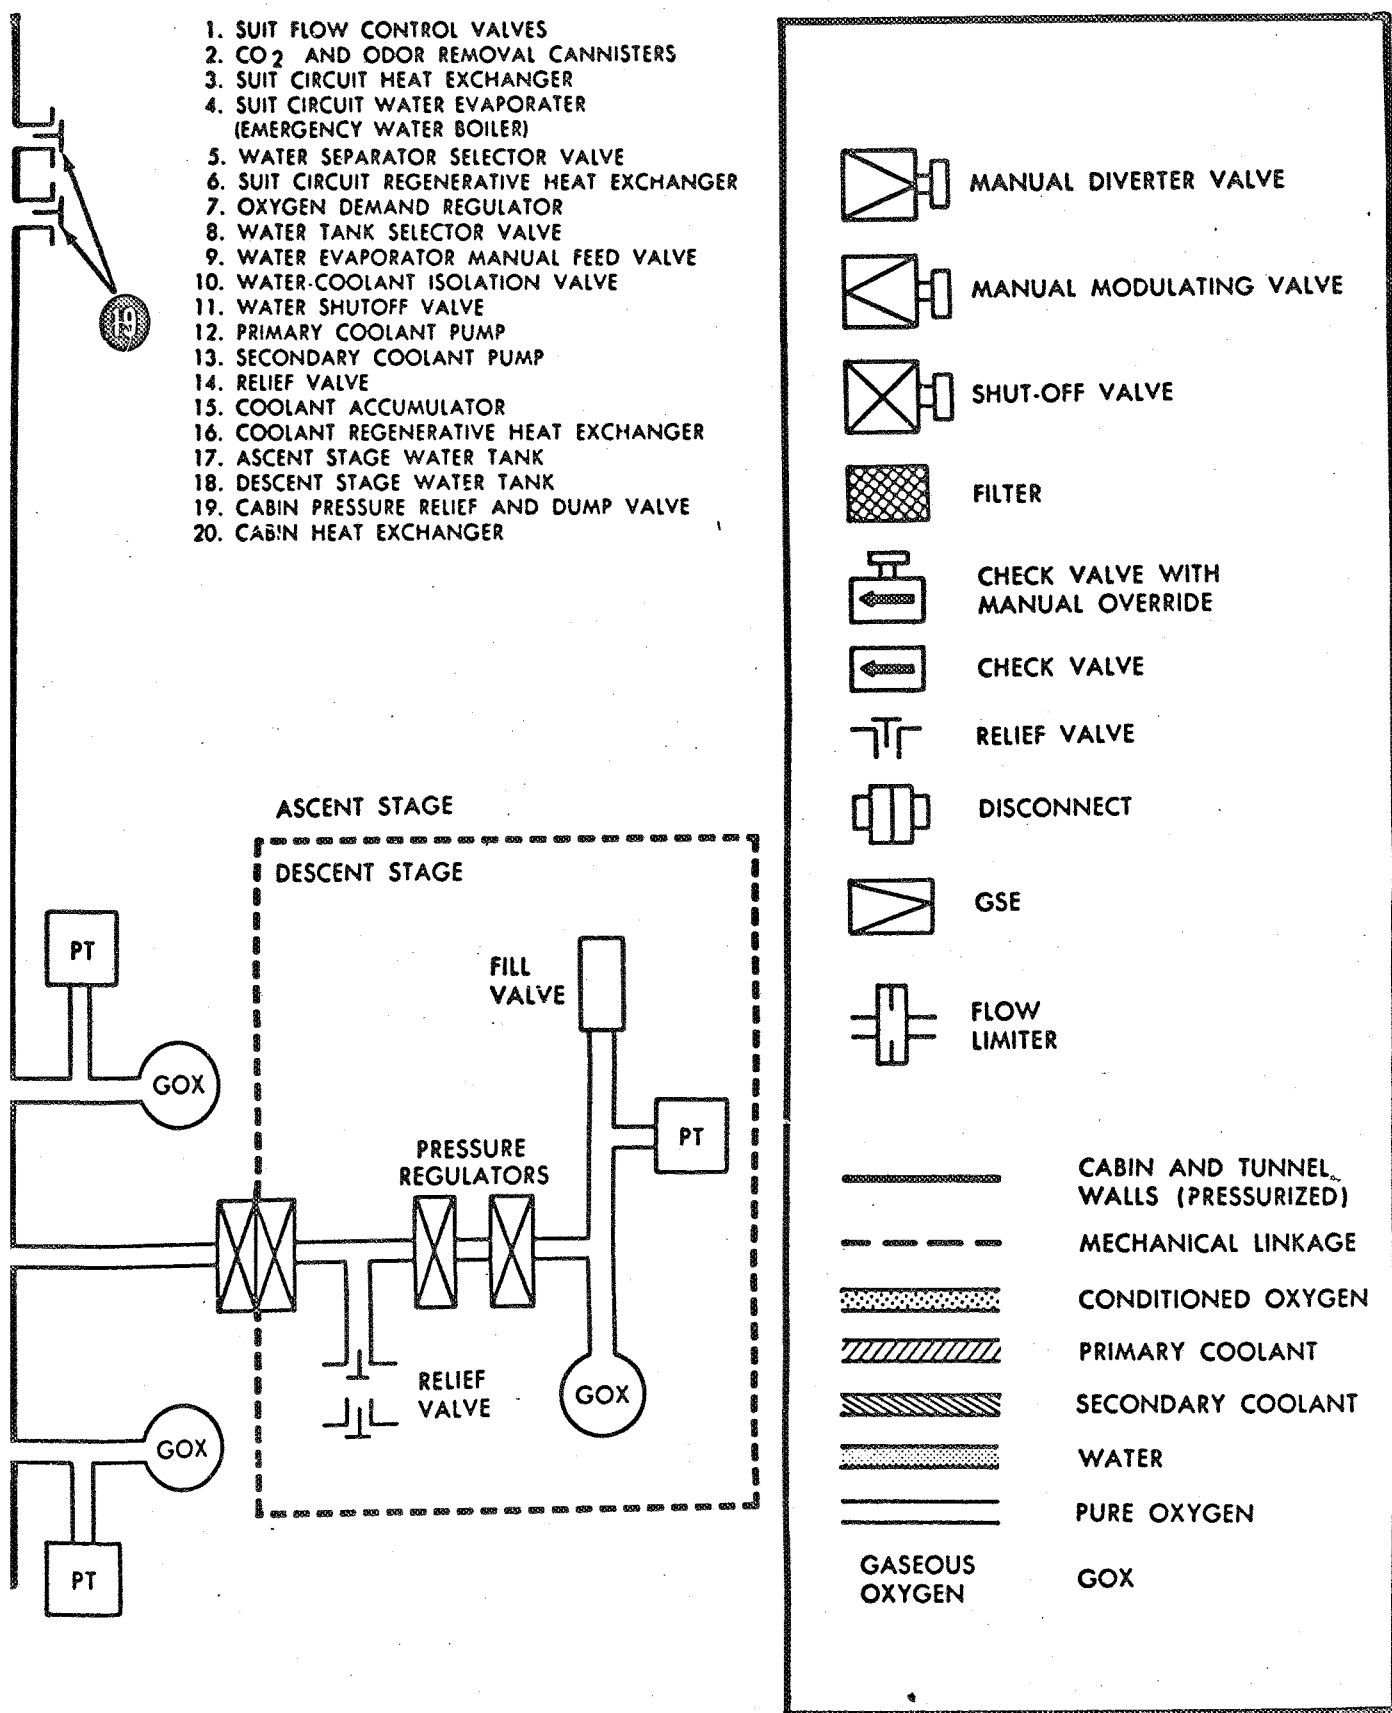 1. SUIT FLOW CONTROL VALVES
2. CO2 AND ODOR REMOVAL CANNISTERS
3. SUIT CIRCUIT HEAT EXCHANGER
4. SUIT CIRCUIT WATER EVAPORATER
(EMERGENCY WATER BOILER)
5. WATER SEPARATOR SELECTOR VALVE
6. SUIT CIRCUIT REGENERATIVE HEAT EXCHANGER
7. OXYGEN DEMAND REGULATOR
8. WATER TANK SELECTOR VALVE
9. WATER EVAPORATOR MANUAL FEED VALVE
10. WATER-COOLANT ISOLATION VALVE
11. WATER SHUTOFF VALVE
12. PRIMARY COOLANT PUMP
13. SECONDARY COOLANT PUMP
14. RELIEF VALVE
15. COOLANT ACCUMULATOR
16. COOLANT REGENERATIVE HEAT EXCHANGER
17. ASCENT STAGE WATER TANK
18. DESCENT STAGE WATER TANK
19. CABIN PRESSURE RELIEF AND DUMP VALVE
20. CABIN HEAT EXCHANGER
19
ASCENT STAGE
DESCENT STAGE
PT
GOX
FILL
VALVE
PT
PRESSURE
REGULATORS
RELIEF
VALVE
GOX
GOX
PT
MANUAL DIVERTER VALVE
MANUAL MODULATING VALVE
SHUT-OFF VALVE
FILTER
CHECK VALVE WITH
MANUAL OVERRIDE
CHECK VALVE
RELIEF VALVE
DISCONNECT
GSE
FLOW
LIMITER
CABIN AND TUNNEL
WALLS (PRESSURIZED)
MECHANICAL LINKAGE
CONDITIONED OXYGEN
PRIMARY COOLANT
SECONDARY COOLANT
WATER
PURE OXYGEN
GASEOUS
OXYGEN
GOX